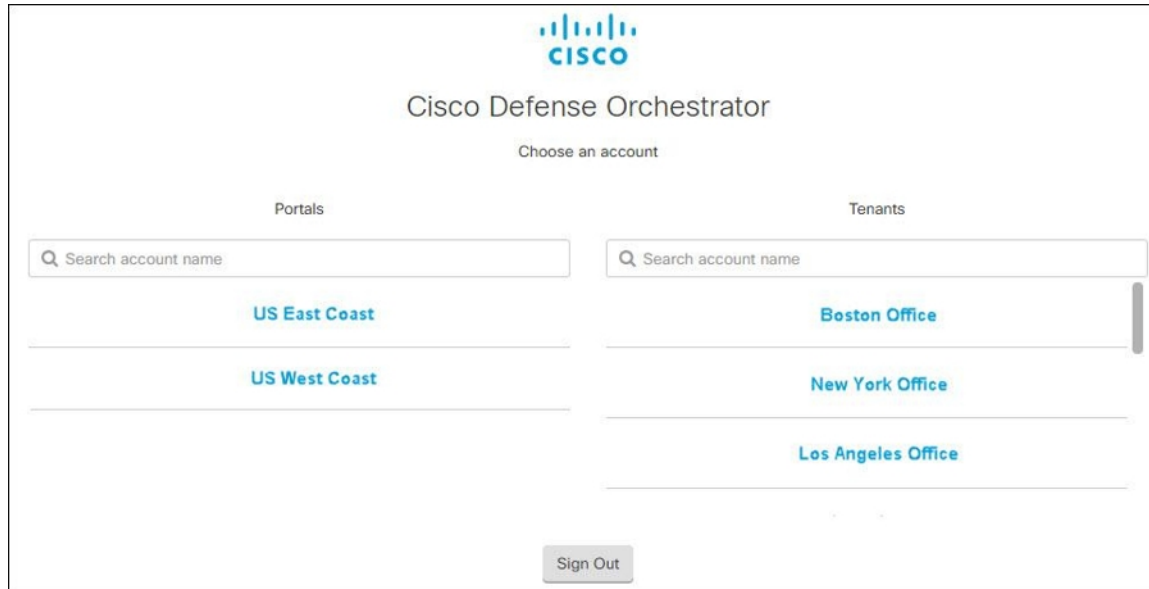 CISCO
Cisco Defense Orchestrator
Choose an account
Portals
Search account name
US East Coast
US West Coast
Tenants
Search account name
Boston Office
New York Office
Los Angeles Office
Sign Out